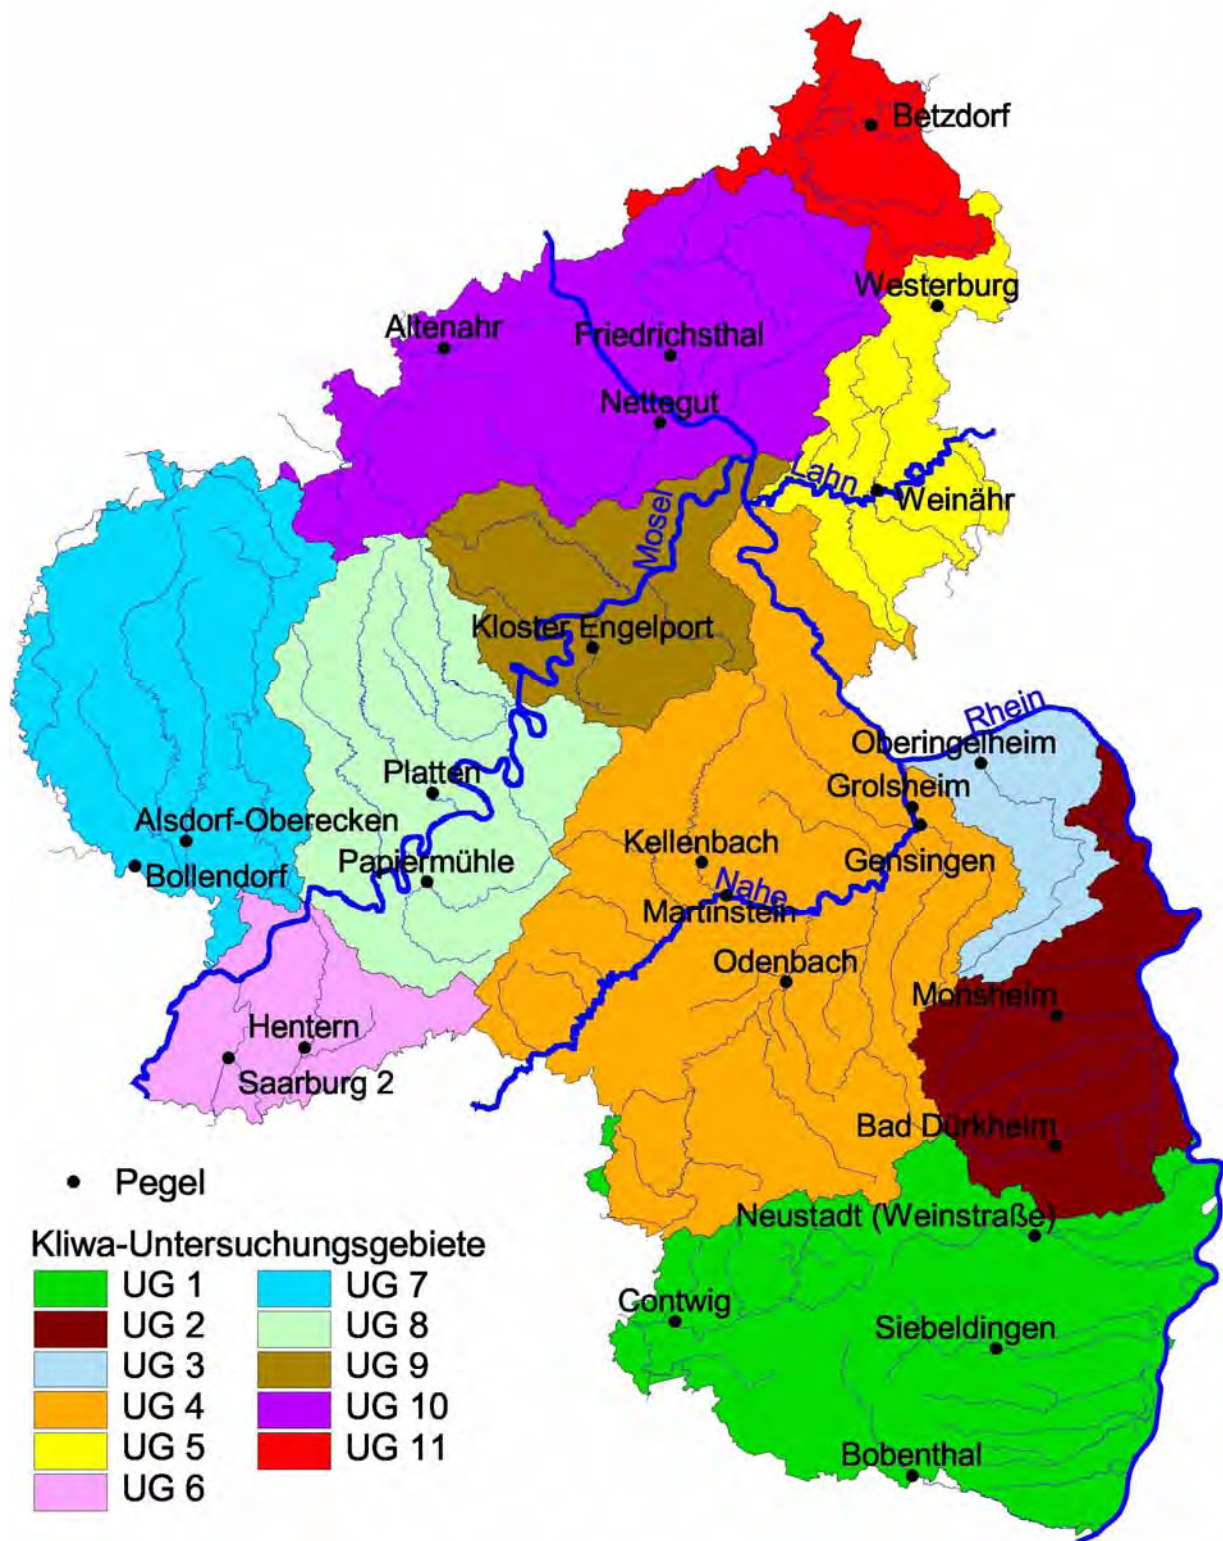 Betzdorf
Westerburg
Altenahr
Friedrichsthal
Nettegut
Lahn
Weinähr
Mosel
Kloster Engelport
Rhein
Oberingelheim
Platten
Grolsheim
Alsdorf-Oberecken
Kellenbach
Gensingen
Papiermühle
Bollendorf
Nahe
Martinstein
Odenbach
Monsheim
Hentern
Saarburg 2
Bad Dürkheim
Pegel
Neustadt (Weinstraße)
Kliwa-Untersuchungsgebiete
UG 1
UG 7
UG 2
UG 8
UG 3
UG 9
UG 4
UG 10
UG 5
UG 11
UG 6
Contwig
Siebeldingen
Bobenthal